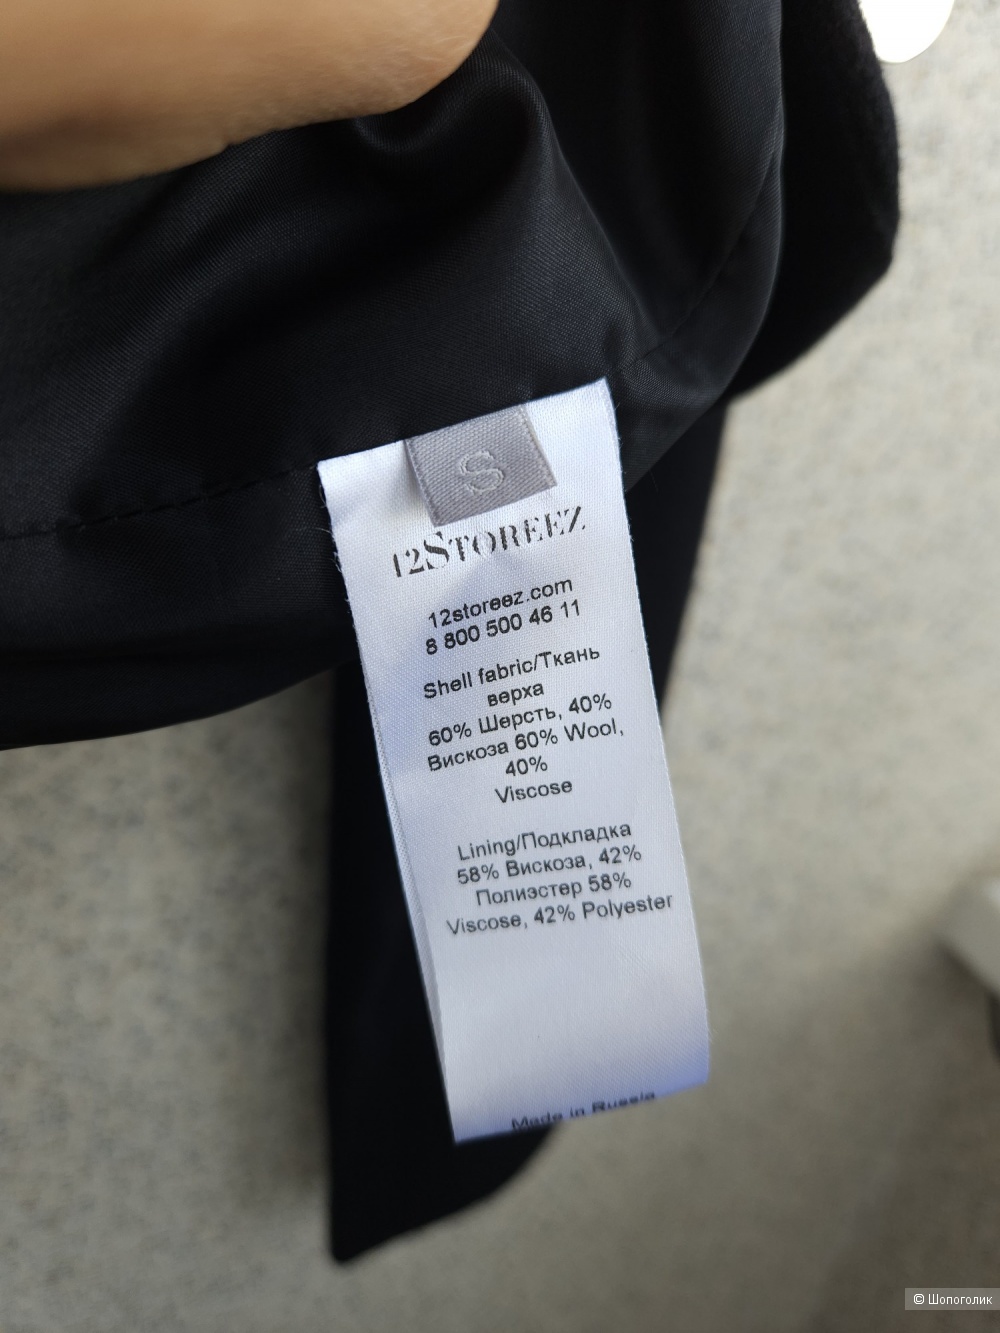 S
12STOREEZ
12storeez.com
8 800 500 46 11
Shell fabric/Ткань
верха
60% Шерсть, 40%
Вискоза 60% Wool,
40%
Viscose
Lining/Подкладка
58% Вискоза, 42%
Полиэстер 58%
Viscose, 42% Polyester
Made in Russia
© Шопоголик